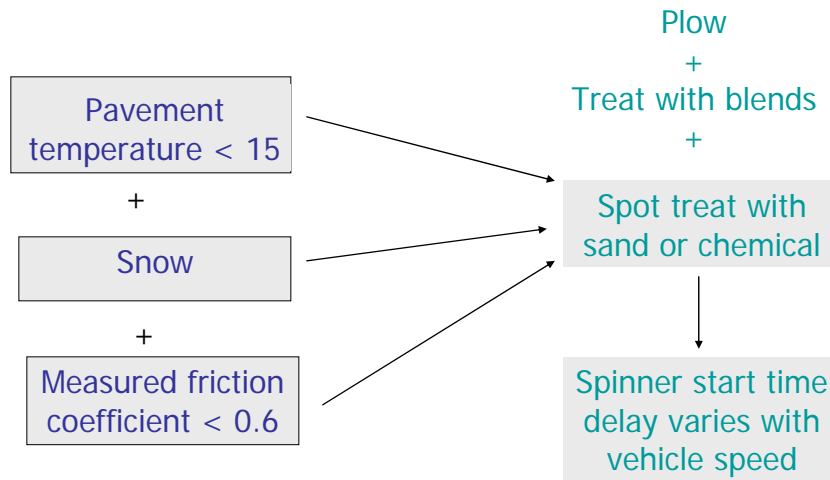 Pavement
temperature < 15
+
Snow
+
Measured friction
coefficient < 0.6
Plow
+
Treat with blends
+
Spot treat with
sand or chemical
Spinner start time
delay varies with
vehicle speed